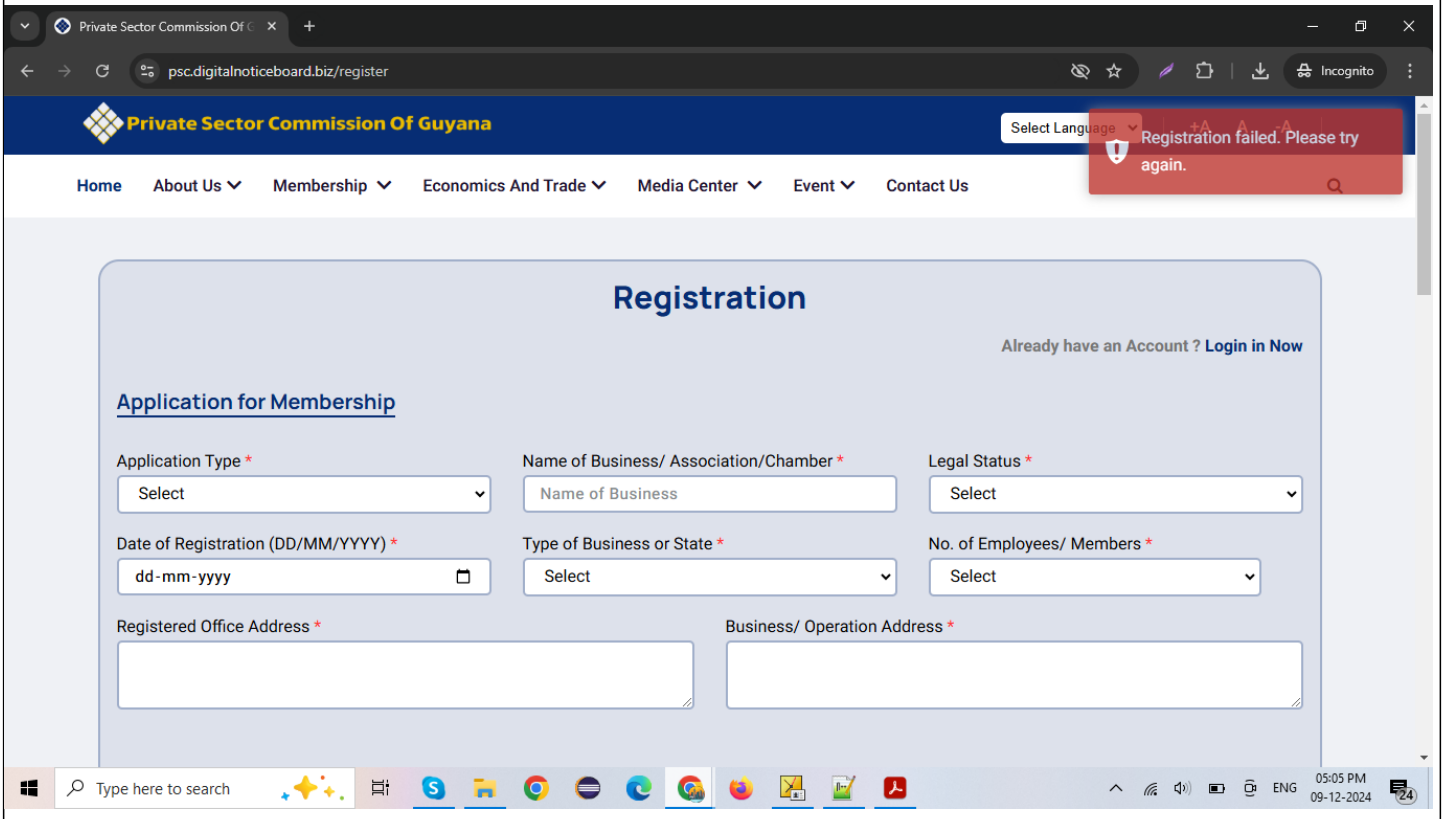 Private Sector Commission Of G
psc.digitalnoticeboard.biz/register
Incognito
Private Sector Commission Of Guyana
Select Language
+A A -A
Registration failed. Please try
again.
Home About Us Membership Economics And Trade Media Center Event Contact Us
Registration
Already have an Account ? Login in Now
Application for Membership
Application Type * Name of Business/ Association/Chamber * Legal Status *
Select Name of Business Select
Date of Registration (DD/MM/YYYY) * Type of Business or State * No. of Employees/ Members *
dd-mm-yyyy Select Select
Registered Office Address * Business/ Operation Address *
Type here to search
ENG
05:05 PM
09-12-2024
24